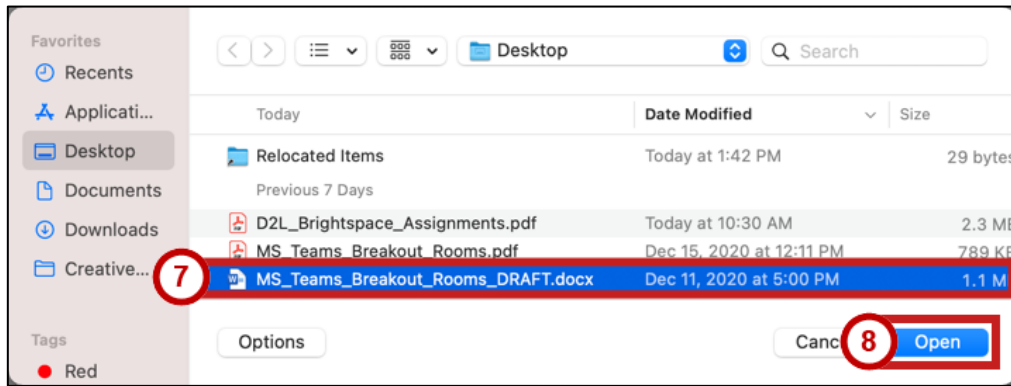 Favorites
Recents
Applicati...
Desktop
Documents
Downloads
Creative...
Tags
Red
Desktop
Search
Today
Date Modified
Size
Relocated Items Today at 1:42 PM 29 bytes
Previous 7 Days
D2L_Brightspace_Assignments.pdf Today at 10:30 AM 2.3 M
MS_Teams_Breakout_Rooms.pdf Dec 15, 2020 at 12:11 PM 789 K
7 MS_Teams_Breakout_Rooms_DRAFT.docx Dec 11, 2020 at 5:00 PM 1.1 M
Options
Canc
8 Open